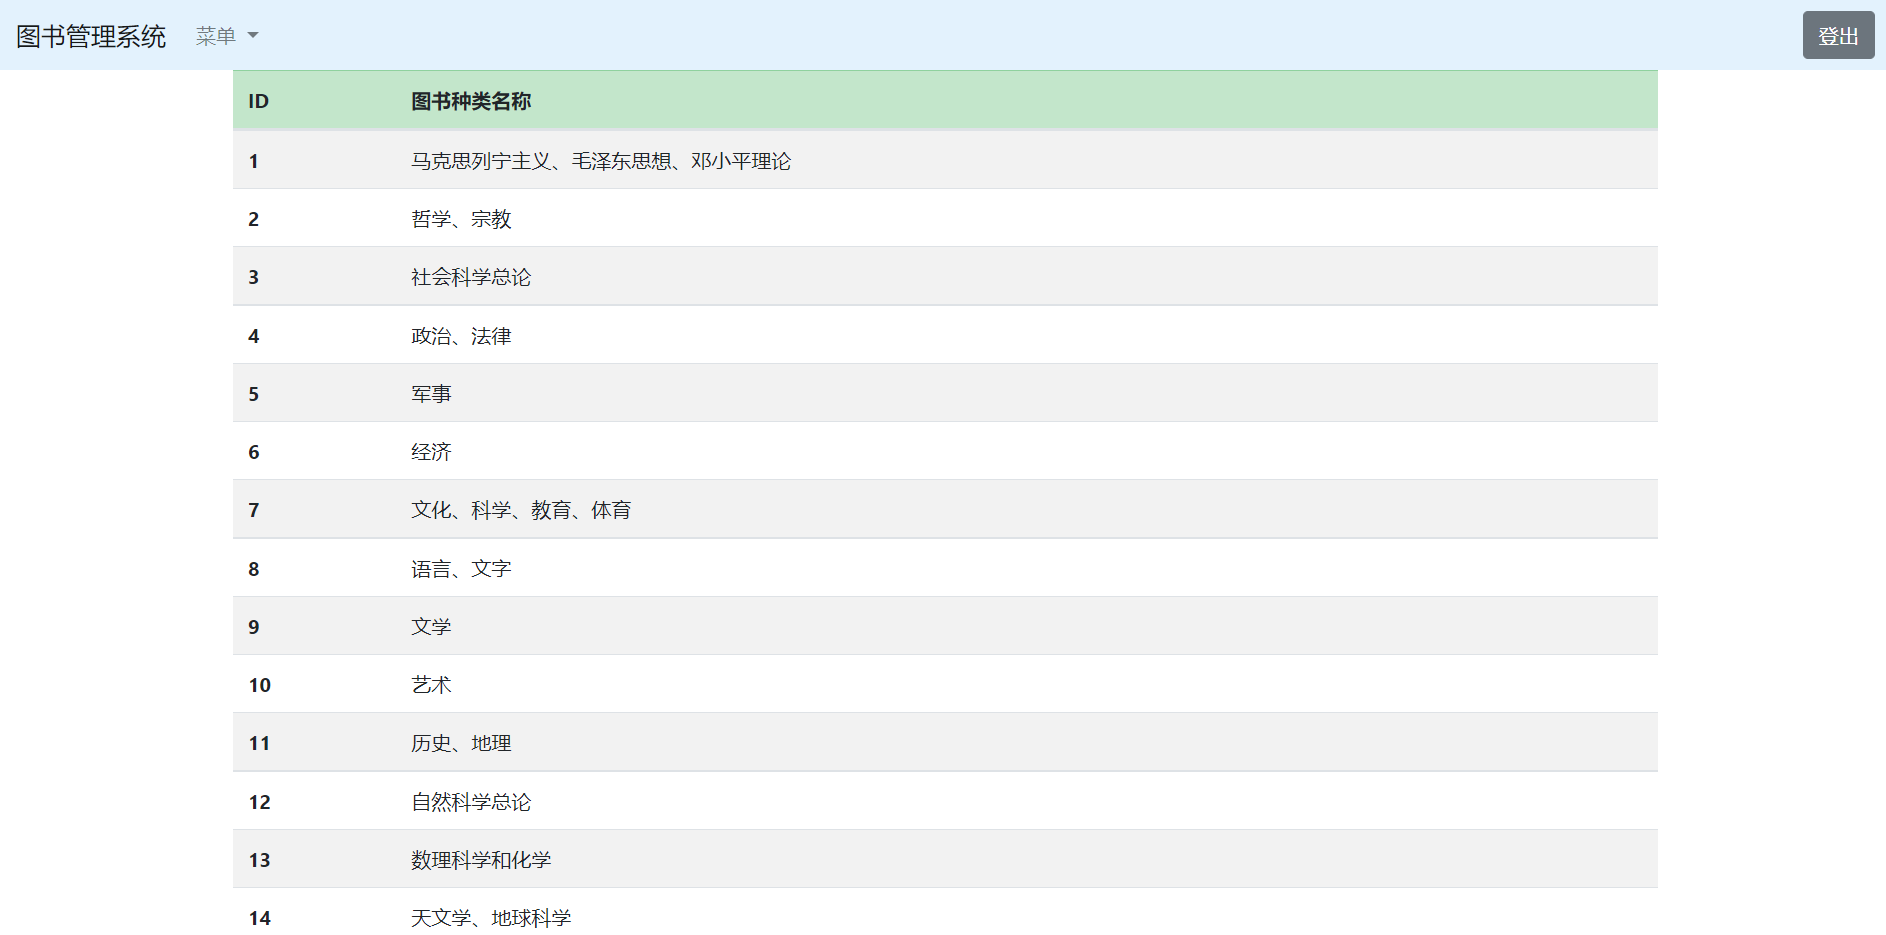 图书管理系统 菜单 登出
ID 图书种类名称
1 马克思列宁主义、毛泽东思想、邓小平理论
2 哲学、宗教
3 社会科学总论
4 政治、法律
5 军事
6 经济
7 文化、科学、教育、体育
8 语言、文字
9 文学
10 艺术
11 历史、地理
12 自然科学总论
13 数理科学和化学
14 天文学、地球科学